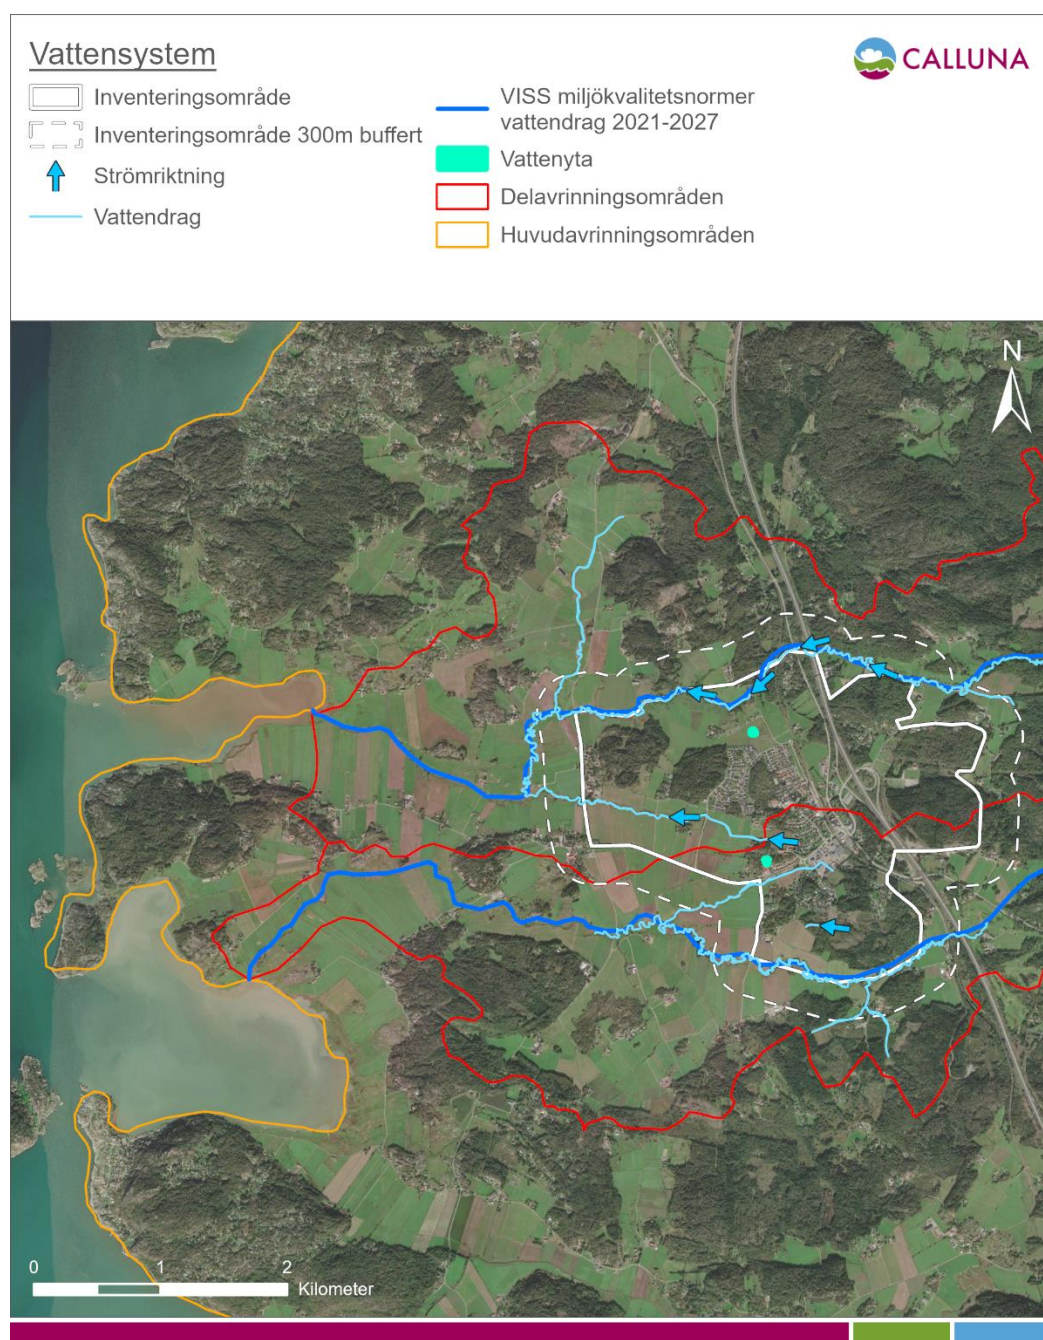 Vattensystem
CALLUNA
Inventeringsområde
Inventeringsområde 300m buffert
Strömriktning
Vattendrag
VISS miljökvalitetsnormer
vattendrag 2021-2027
Vattenyta
Delavrinningsområden
Huvudavrinningsområden
N
0 1 2
Kilometer